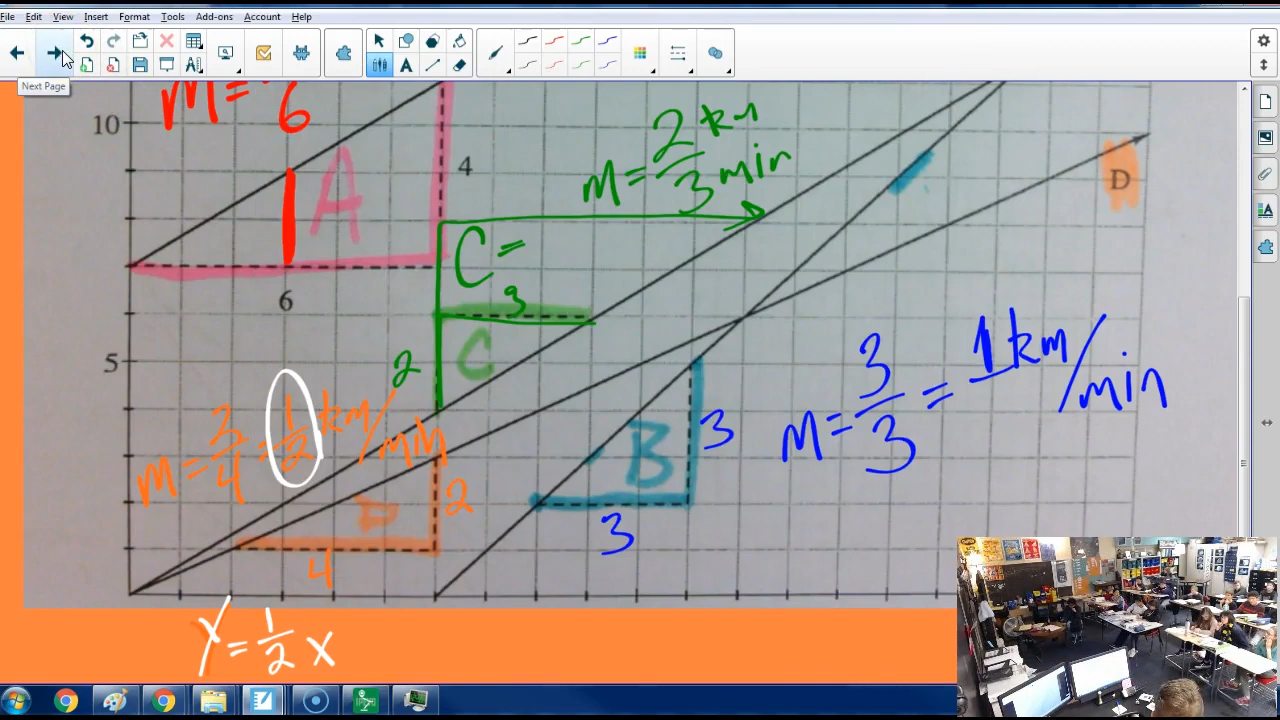 File Edit View Insert Format Tools Add-ons Account Help
Next Page
m =
6
10
A
4
m = 2 km
3 min
C =
3
6
C
2
5
D
m = 3/3 = 1 km/min
m = 2/4 = 1/2 km/min
B
3
D
2
3
4
y = 1/2 x